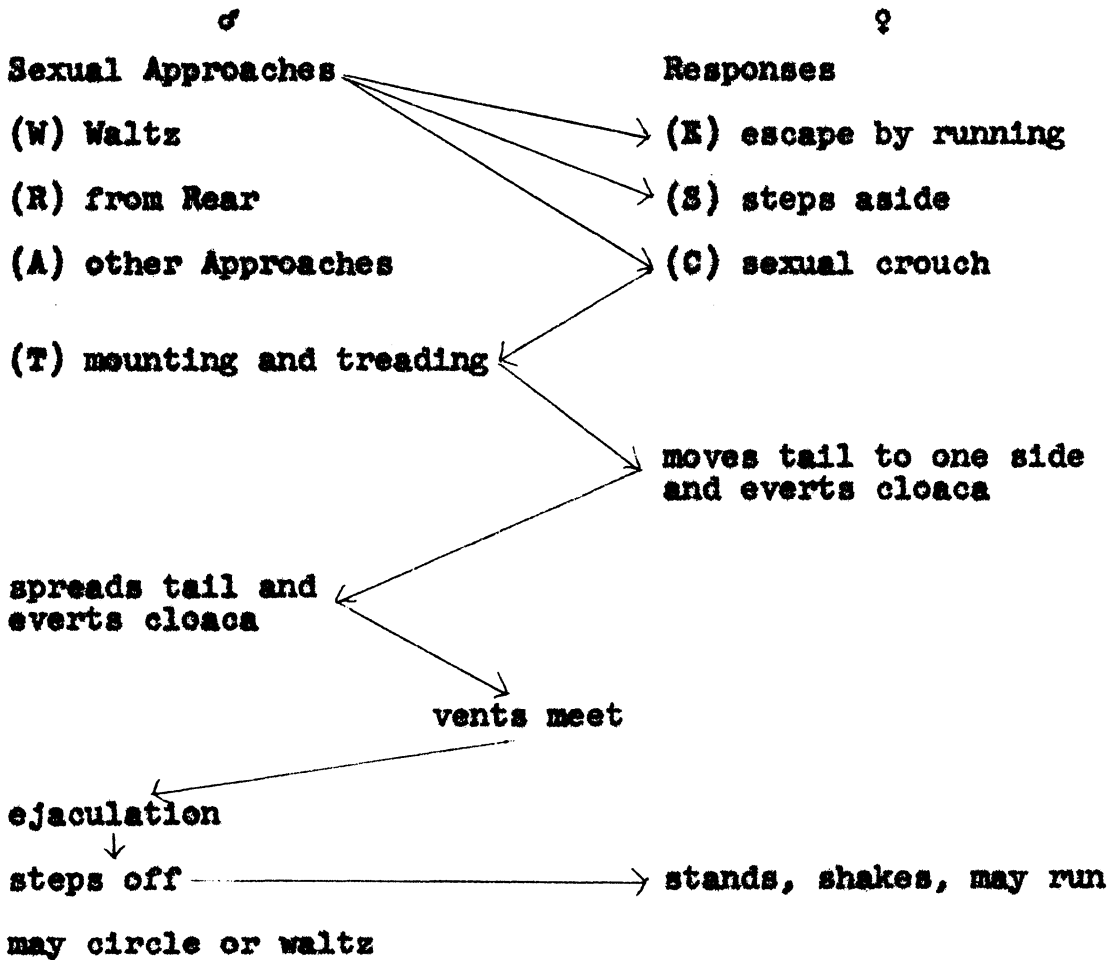 ♂ ♀
Sexual Approaches Responses
(W) Waltz (E) escape by running
(R) from Rear (S) steps aside
(A) other Approaches (C) sexual crouch
(T) mounting and treading
moves tail to one side
and everts cloaca
spreads tail and
everts cloaca
vents meet
ejaculation
steps off stands, shakes, may run
may circle or waltz